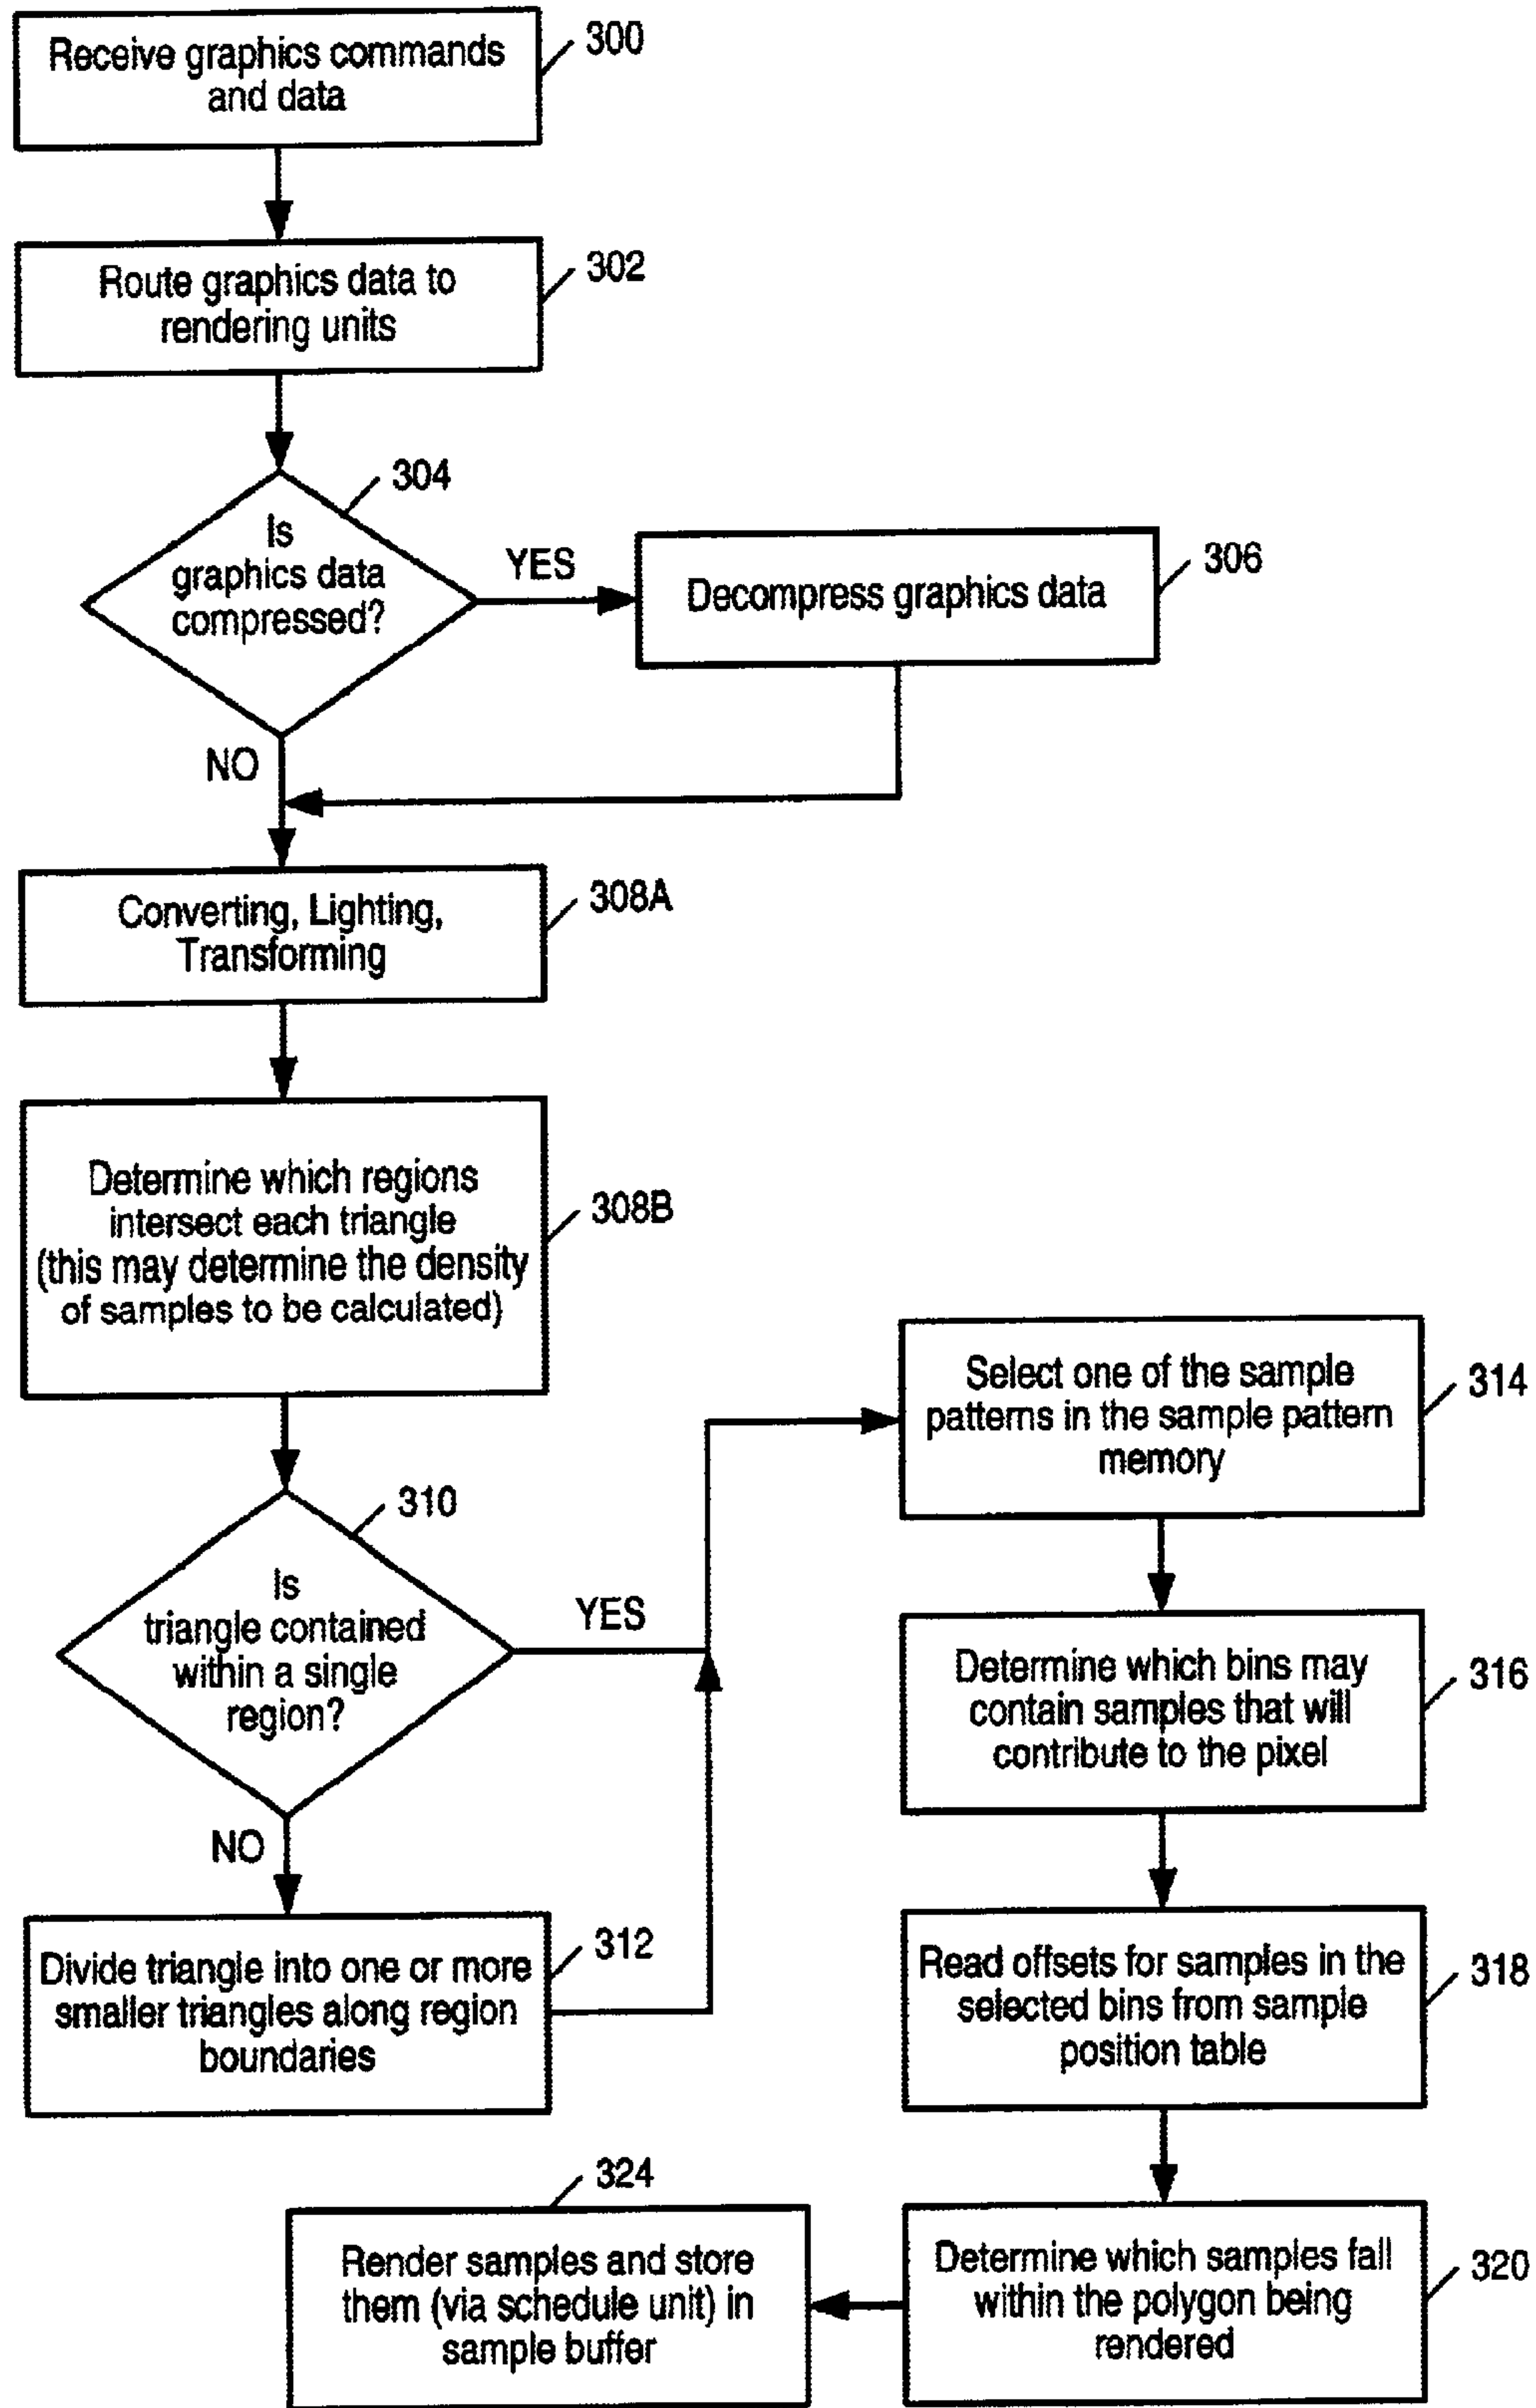 Receive graphics commands
and data
300
Route graphics data to
rendering units
302
304
Is
graphics data
compressed?
YES
NO
Decompress graphics data
306
Converting, Lighting,
Transforming
308A
Determine which regions
intersect each triangle
(this may determine the density
of samples to be calculated)
308B
310
Is
triangle contained
within a single
region?
YES
NO
Divide triangle into one or more
smaller triangles along region
boundaries
312
Select one of the sample
patterns in the sample pattern
memory
314
Determine which bins may
contain samples that will
contribute to the pixel
316
Read offsets for samples in the
selected bins from sample
position table
318
Determine which samples fall
within the polygon being
rendered
320
324
Render samples and store
them (via schedule unit) in
sample buffer